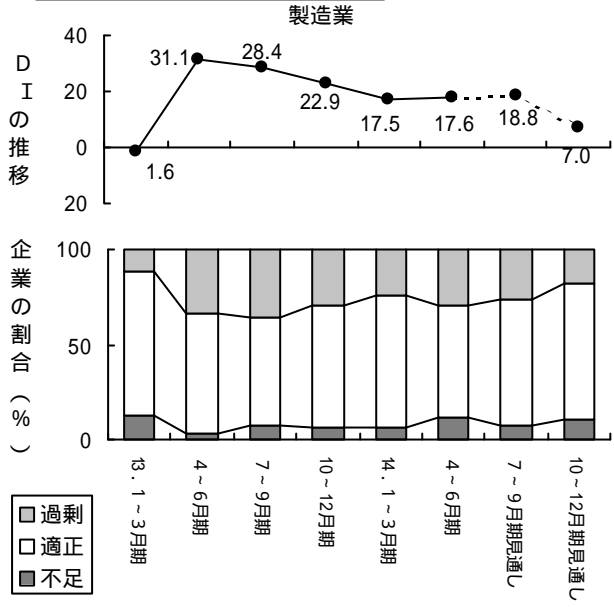 製造業
DIの推移
40
20
0
20
31.1
28.4
22.9
17.5
17.6
18.8
7.0
1.6
企業の割合(%)
100
50
0
13.1~3月期
4~6月期
7~9月期
10~12月期
14.1~3月期
4~6月期
7~9月期見通し
10~12月期見通し
過剰
適正
不足